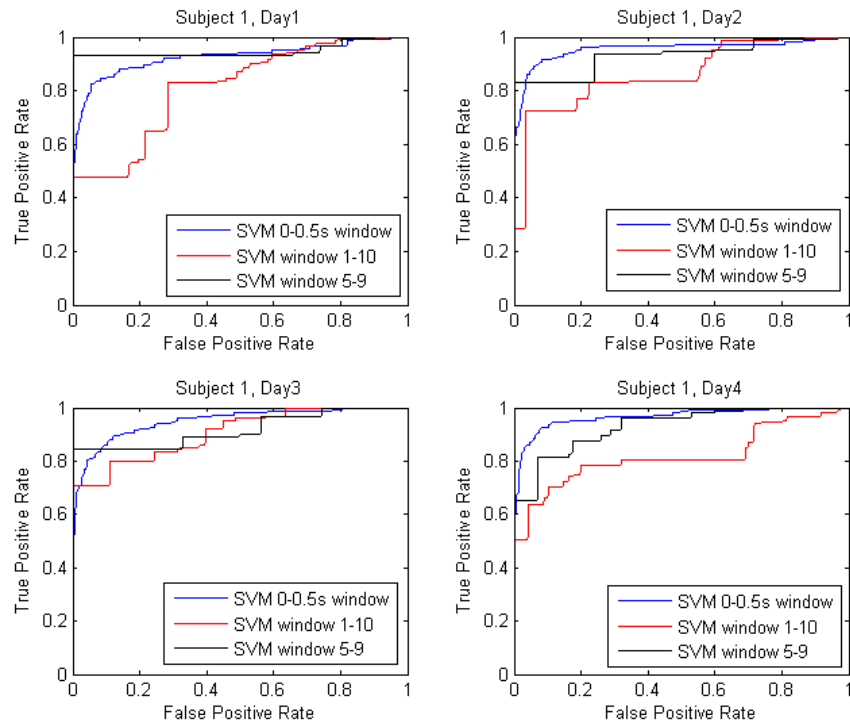 Subject 1, Day1
1
0.8
0.6
0.4
0.2
0
True Positive Rate
SVM 0-0.5s window
SVM window 1-10
SVM window 5-9
0 0.2 0.4 0.6 0.8 1
False Positive Rate
Subject 1, Day2
1
0.8
0.6
0.4
0.2
0
True Positive Rate
SVM 0-0.5s window
SVM window 1-10
SVM window 5-9
0 0.2 0.4 0.6 0.8 1
False Positive Rate
Subject 1, Day3
1
0.8
0.6
0.4
0.2
0
True Positive Rate
SVM 0-0.5s window
SVM window 1-10
SVM window 5-9
0 0.2 0.4 0.6 0.8 1
False Positive Rate
Subject 1, Day4
1
0.8
0.6
0.4
0.2
0
True Positive Rate
SVM 0-0.5s window
SVM window 1-10
SVM window 5-9
0 0.2 0.4 0.6 0.8 1
False Positive Rate